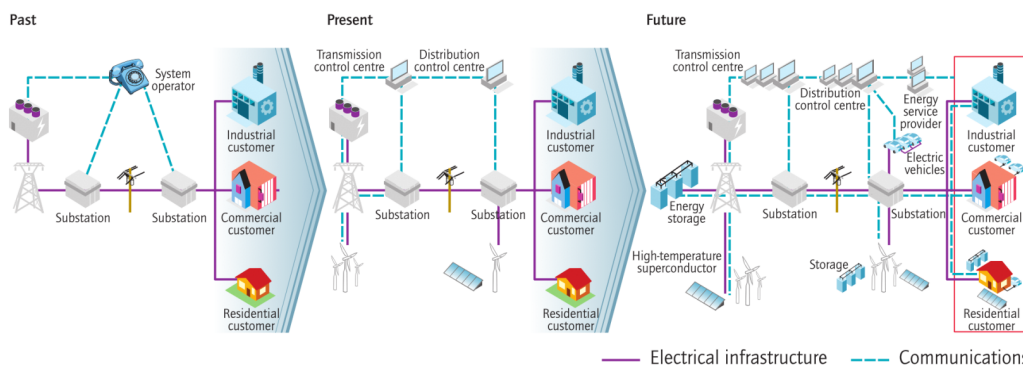 Past
System
operator
Substation
Substation
Industrial
customer
Commercial
customer
Residential
customer
Present
Transmission
control centre
Distribution
control centre
Substation
Substation
Industrial
customer
Commercial
customer
Residential
customer
Future
Transmission
control centre
Distribution
control centre
Energy
service
provider
Electric
vehicles
Energy
storage
Substation
Substation
High-temperature
superconductor
Storage
Industrial
customer
Commercial
customer
Residential
customer
Electrical infrastructure
Communications